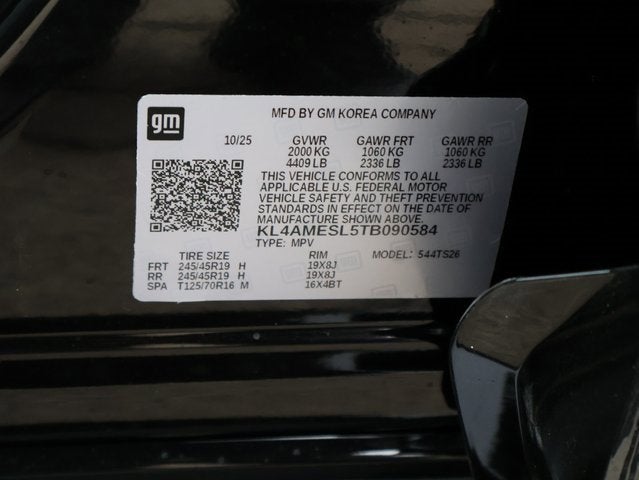 gm
MFD BY GM KOREA COMPANY
10/25 GVWR GAWR FRT GAWR RR
2000 KG 1060 KG 1060 KG
4409 LB 2336 LB 2336 LB
THIS VEHICLE CONFORMS TO ALL
APPLICABLE U.S. FEDERAL MOTOR
VEHICLE SAFETY AND THEFT PREVENTION
STANDARDS IN EFFECT ON THE DATE OF
MANUFACTURE SHOWN ABOVE.
KL4AMESL5TB090584
TYPE: MPV MODEL: 544TS26
TIRE SIZE RIM
FRT 245/45R19 H 19X8J
RR 245/45R19 H 19X8J
SPA T125/70R16 M 16X4BT